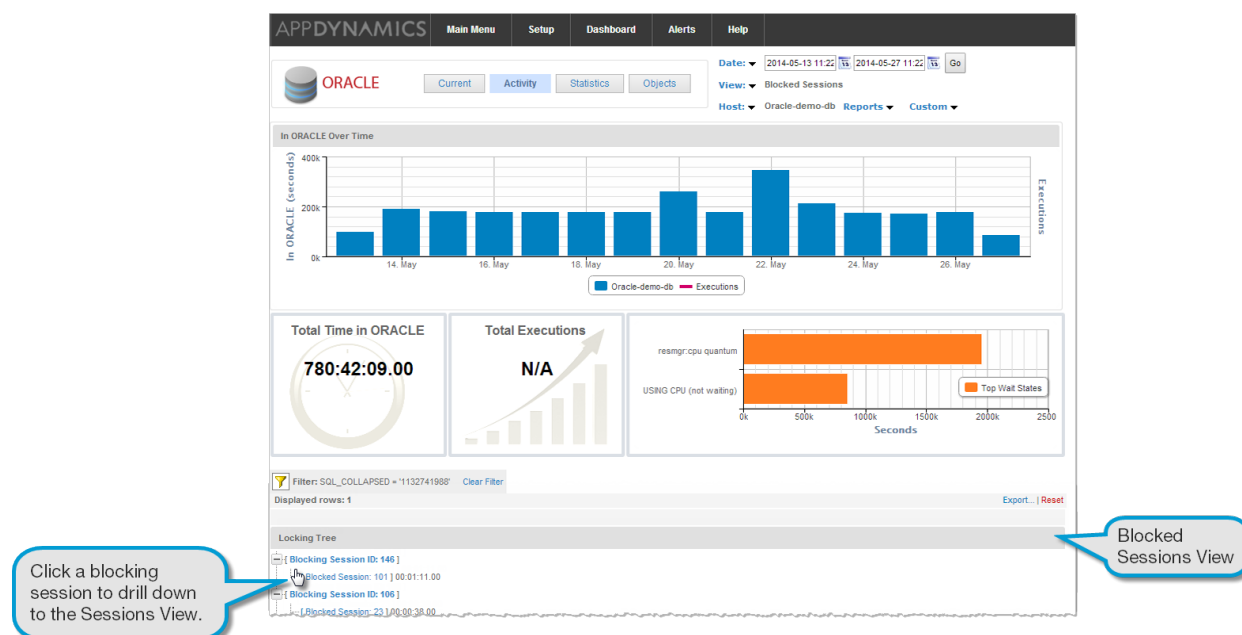 APPDYNAMICS Main Menu Setup Dashboard Alerts Help
ORACLE
Current Activity Statistics Objects
Date: 2014-05-13 11:22 2014-05-27 11:22 Go
View: Blocked Sessions
Host: Oracle-demo-db Reports Custom
In ORACLE Over Time
In ORACLE (seconds)
400k
200k
0k
Executions
14. May 16. May 18. May 20. May 22. May 24. May 26. May
Oracle-demo-db Executions
Total Time in ORACLE
780:42:09.00
Total Executions
N/A
resmgr:cpu quantum
USING CPU (not waiting)
Top Wait States
0k 500k 1000k 1500k 2000k 2500
Seconds
Filter: SQL_COLLAPSED = '1132741988' Clear Filter
Displayed rows: 1
Export... | Reset
Locking Tree
[ Blocking Session ID: 146 ]
Blocked Session: 101 ] 00:01:11.00
[ Blocking Session ID: 106 ]
[ Blocked Session: 23 ] 00:00:38.00
Click a blocking
session to drill down
to the Sessions View.
Blocked
Sessions View